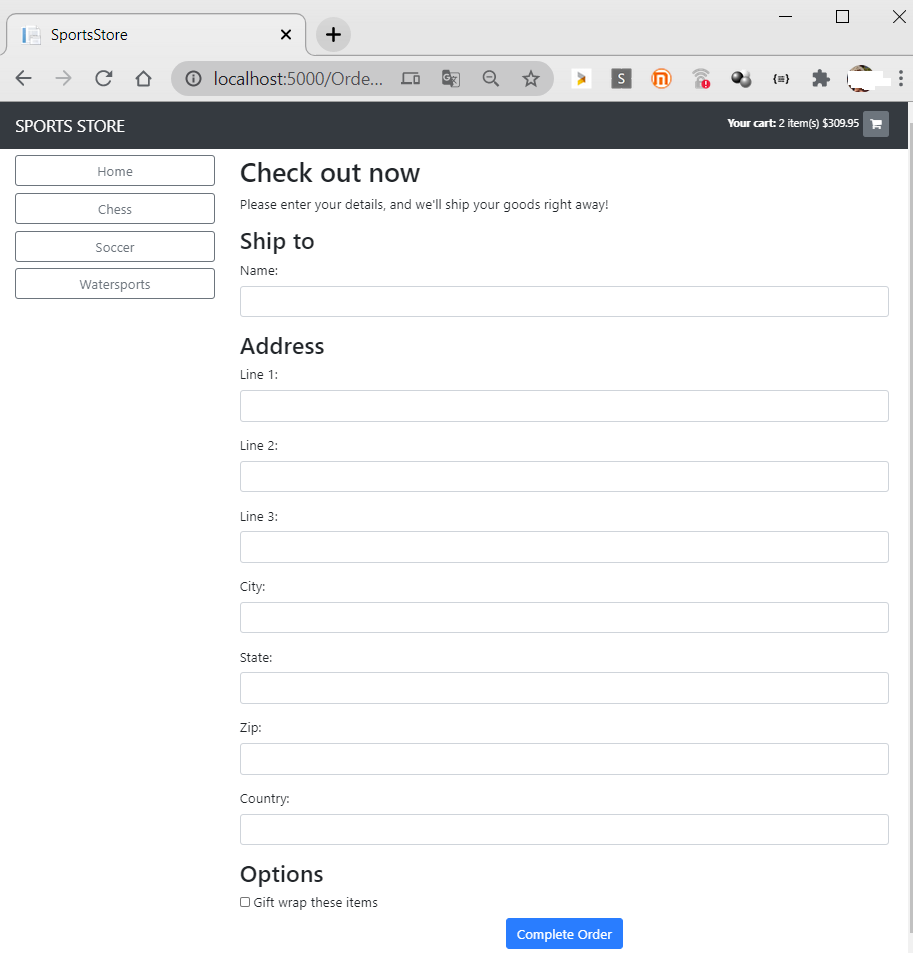 SportsStore
localhost:5000/Orde...
S
SPORTS STORE
Your cart: 2 item(s) $309.95
Home
Chess
Soccer
Watersports
Check out now
Please enter your details, and we'll ship your goods right away!
Ship to
Name:
Address
Line 1:
Line 2:
Line 3:
City:
State:
Zip:
Country:
Options
Gift wrap these items
Complete Order